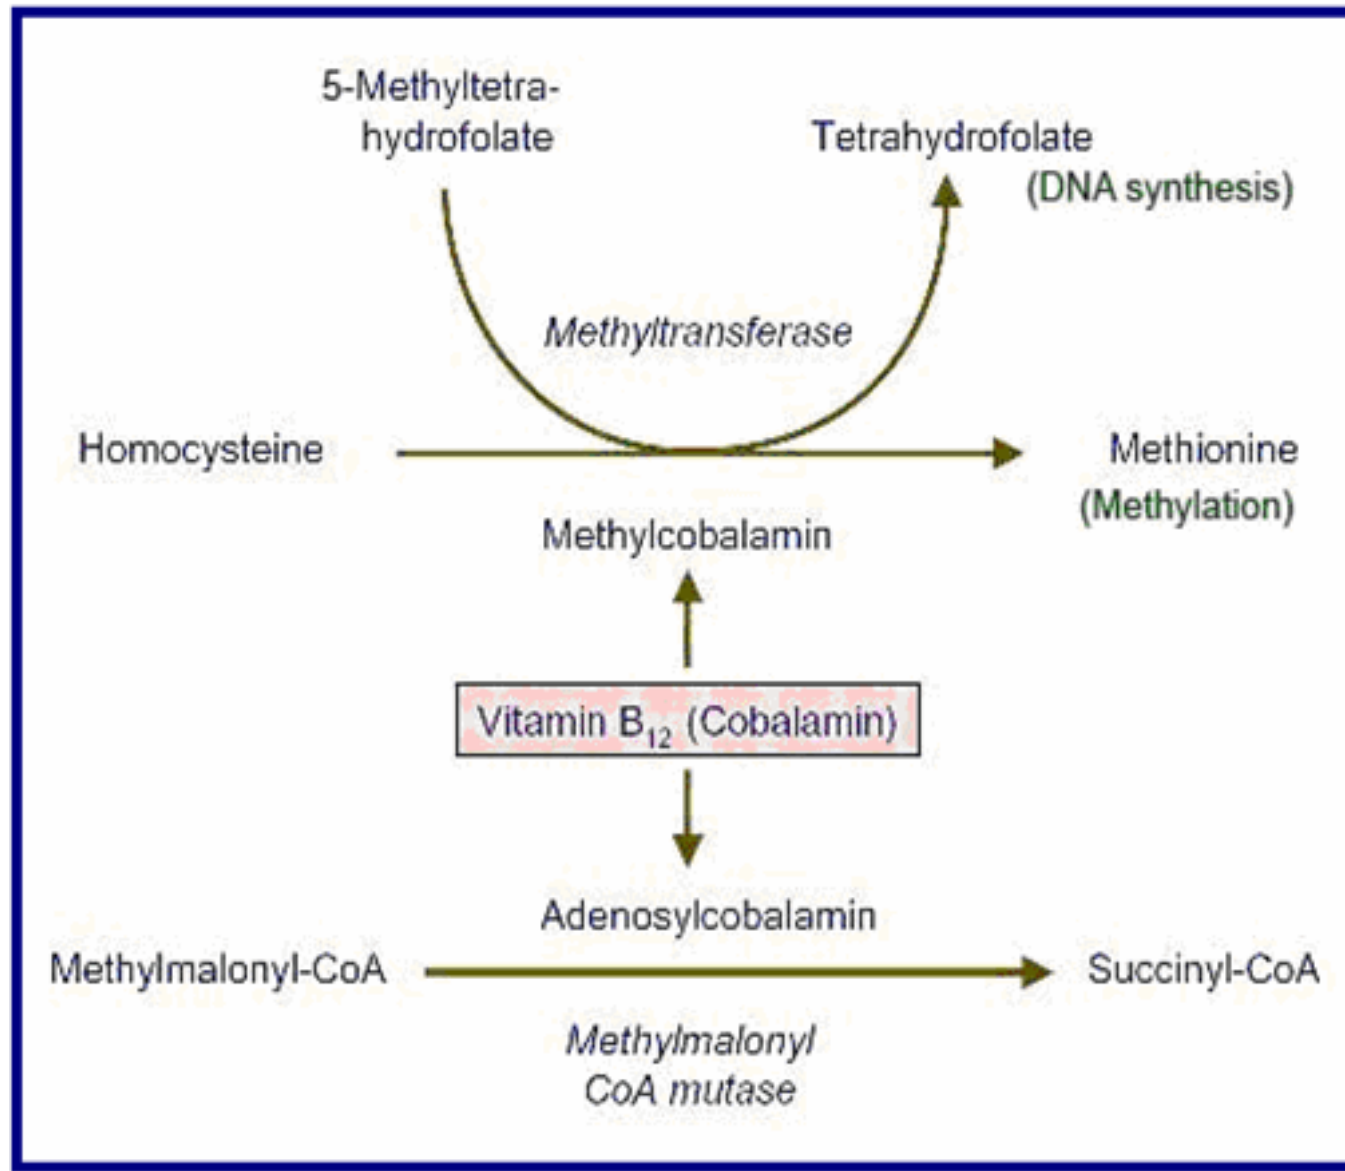 5-Methyltetra-
hydrofolate
Tetrahydrofolate
(DNA synthesis)
Methyltransferase
Homocysteine
Methionine
(Methylation)
Methylcobalamin
Vitamin B₁₂ (Cobalamin)
Adenosylcobalamin
Methylmalonyl-CoA
Succinyl-CoA
Methylmalonyl
CoA mutase